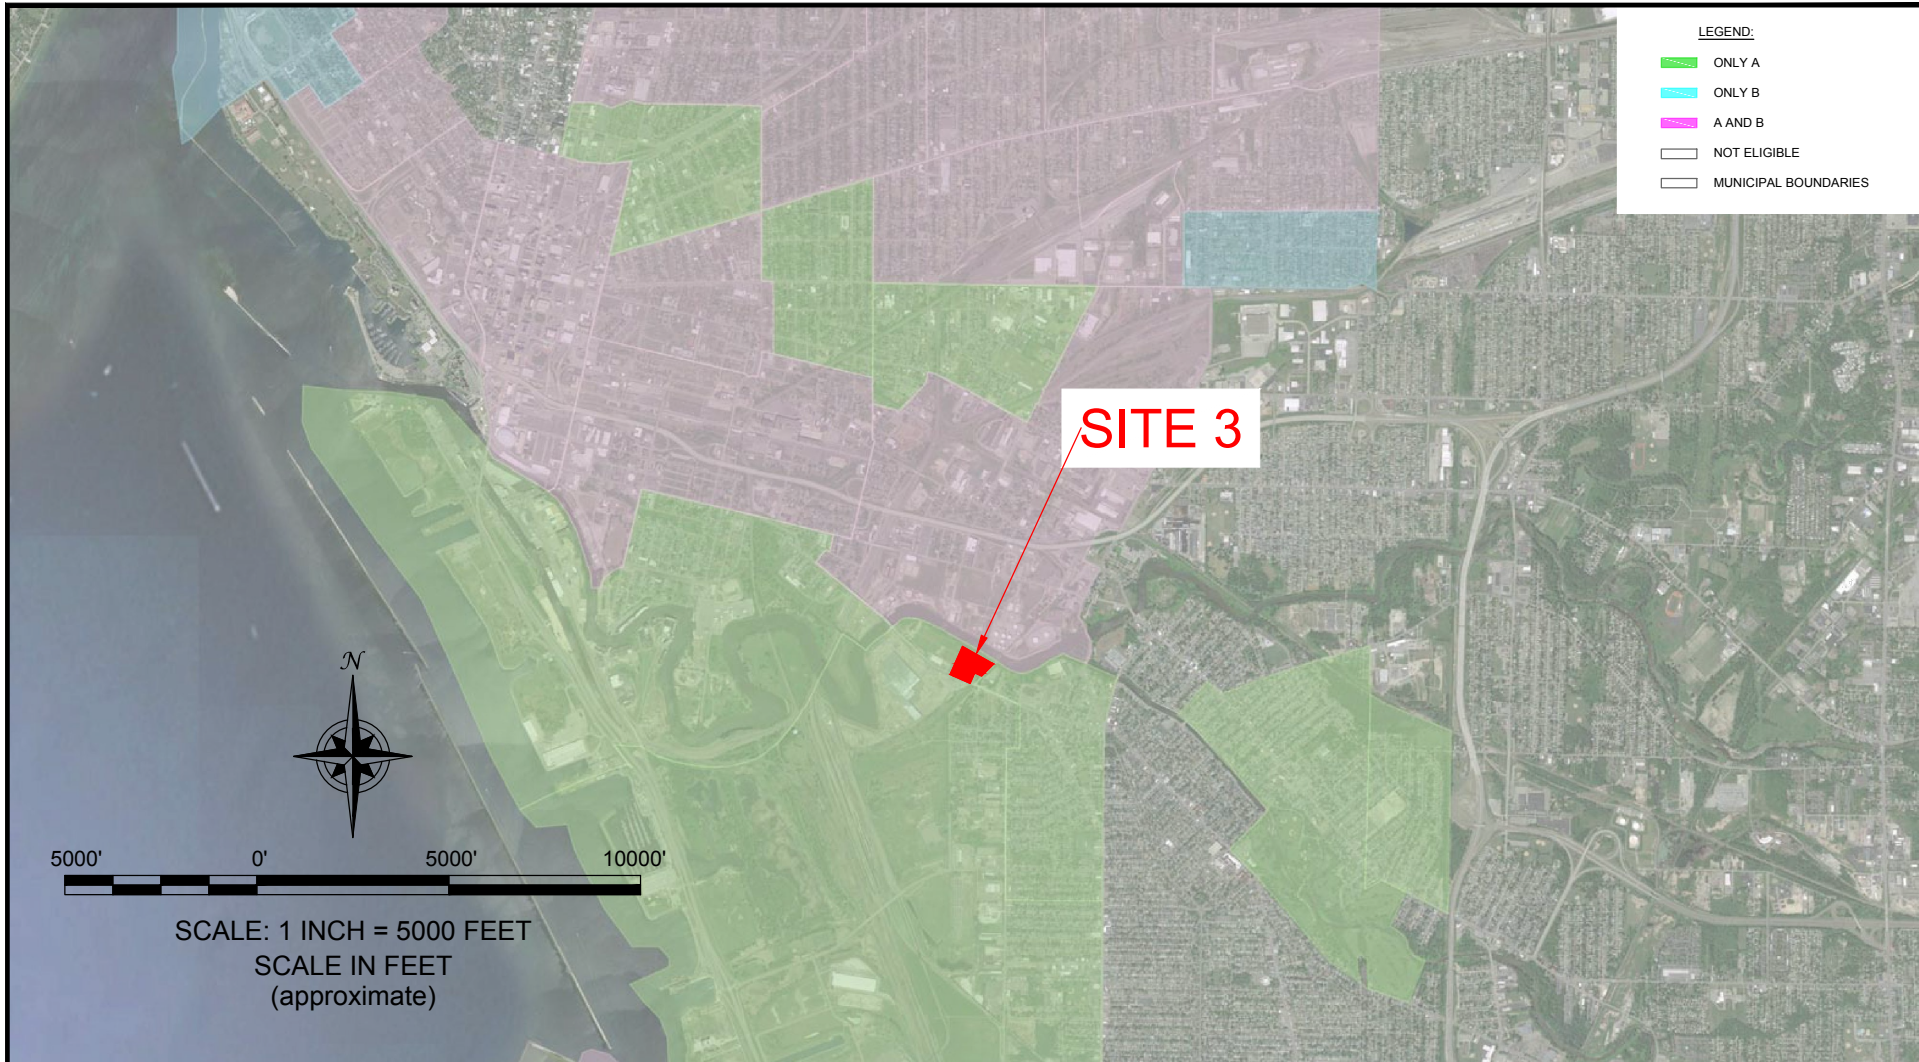 LEGEND:
ONLY A
ONLY B
A AND B
NOT ELIGIBLE
MUNICIPAL BOUNDARIES
SITE 3
N
5000' 0' 5000' 10000'
SCALE: 1 INCH = 5000 FEET
SCALE IN FEET
(approximate)